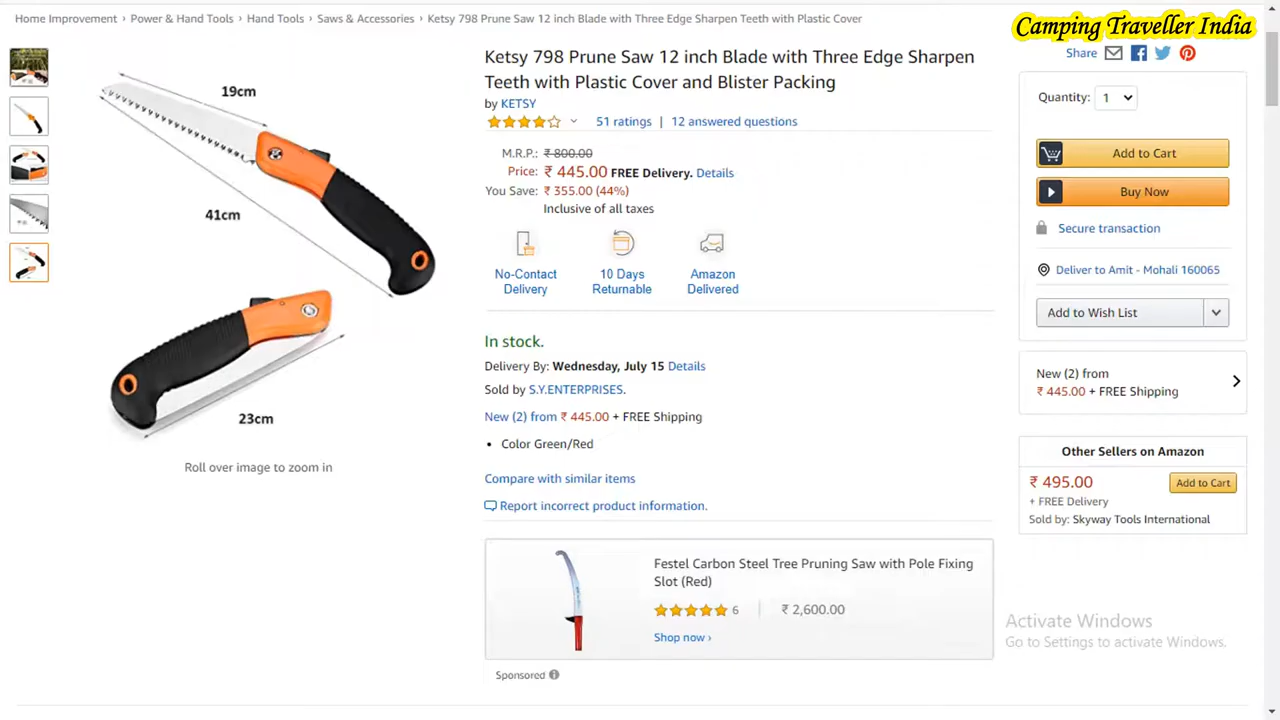 Home Improvement › Power & Hand Tools › Hand Tools › Saws & Accessories › Ketsy 798 Prune Saw 12 inch Blade with Three Edge Sharpen Teeth with Plastic Cover
Camping Traveller India
Share
19cm
41cm
23cm
Roll over image to zoom in
Ketsy 798 Prune Saw 12 inch Blade with Three Edge Sharpen
Teeth with Plastic Cover and Blister Packing
by KETSY
51 ratings | 12 answered questions
M.R.P.: ₹ 800.00
Price: ₹ 445.00 FREE Delivery. Details
You Save: ₹ 355.00 (44%)
Inclusive of all taxes
No-Contact
Delivery
10 Days
Returnable
Amazon
Delivered
In stock.
Delivery By: Wednesday, July 15 Details
Sold by S.Y.ENTERPRISES.
New (2) from ₹ 445.00 + FREE Shipping
• Color Green/Red
Compare with similar items
Report incorrect product information.
Festel Carbon Steel Tree Pruning Saw with Pole Fixing
Slot (Red)
6 | ₹ 2,600.00
Shop now ›
Sponsored
Quantity: 1
Add to Cart
Buy Now
Secure transaction
Deliver to Amit - Mohali 160065
Add to Wish List
New (2) from
₹ 445.00 + FREE Shipping
Other Sellers on Amazon
₹ 495.00
Add to Cart
+ FREE Delivery
Sold by: Skyway Tools International
Activate Windows
Go to Settings to activate Windows.